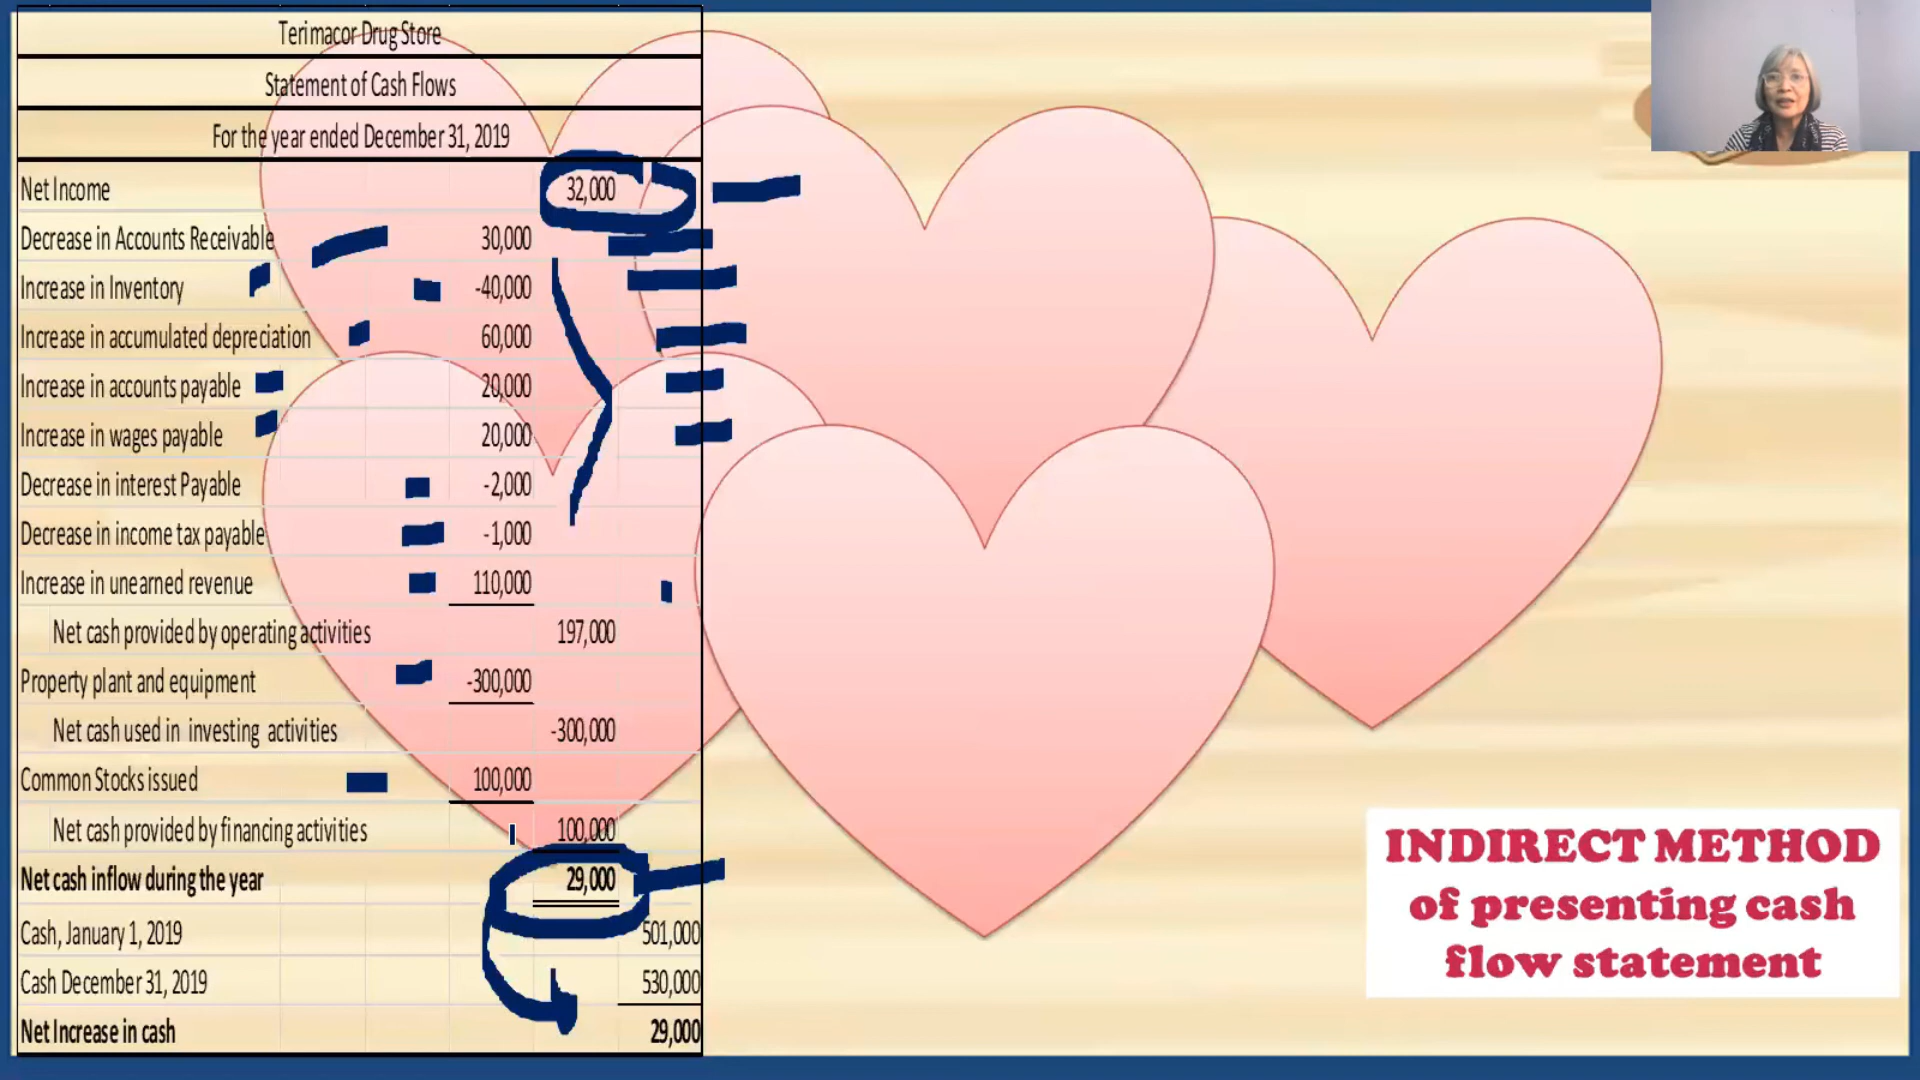 Terimacor Drug Store
Statement of Cash Flows
For the year ended December 31, 2019
Net Income 32,000
Decrease in Accounts Receivable 30,000
Increase in Inventory -40,000
Increase in accumulated depreciation 60,000
Increase in accounts payable 20,000
Increase in wages payable 20,000
Decrease in interest Payable -2,000
Decrease in income tax payable -1,000
Increase in unearned revenue 110,000
Net cash provided by operating activities 197,000
Property plant and equipment -300,000
Net cash used in investing activities -300,000
Common Stocks issued 100,000
Net cash provided by financing activities 100,000
Net cash inflow during the year 29,000
Cash, January 1, 2019 501,000
Cash December 31, 2019 530,000
Net Increase in cash 29,000
INDIRECT METHOD
of presenting cash
flow statement